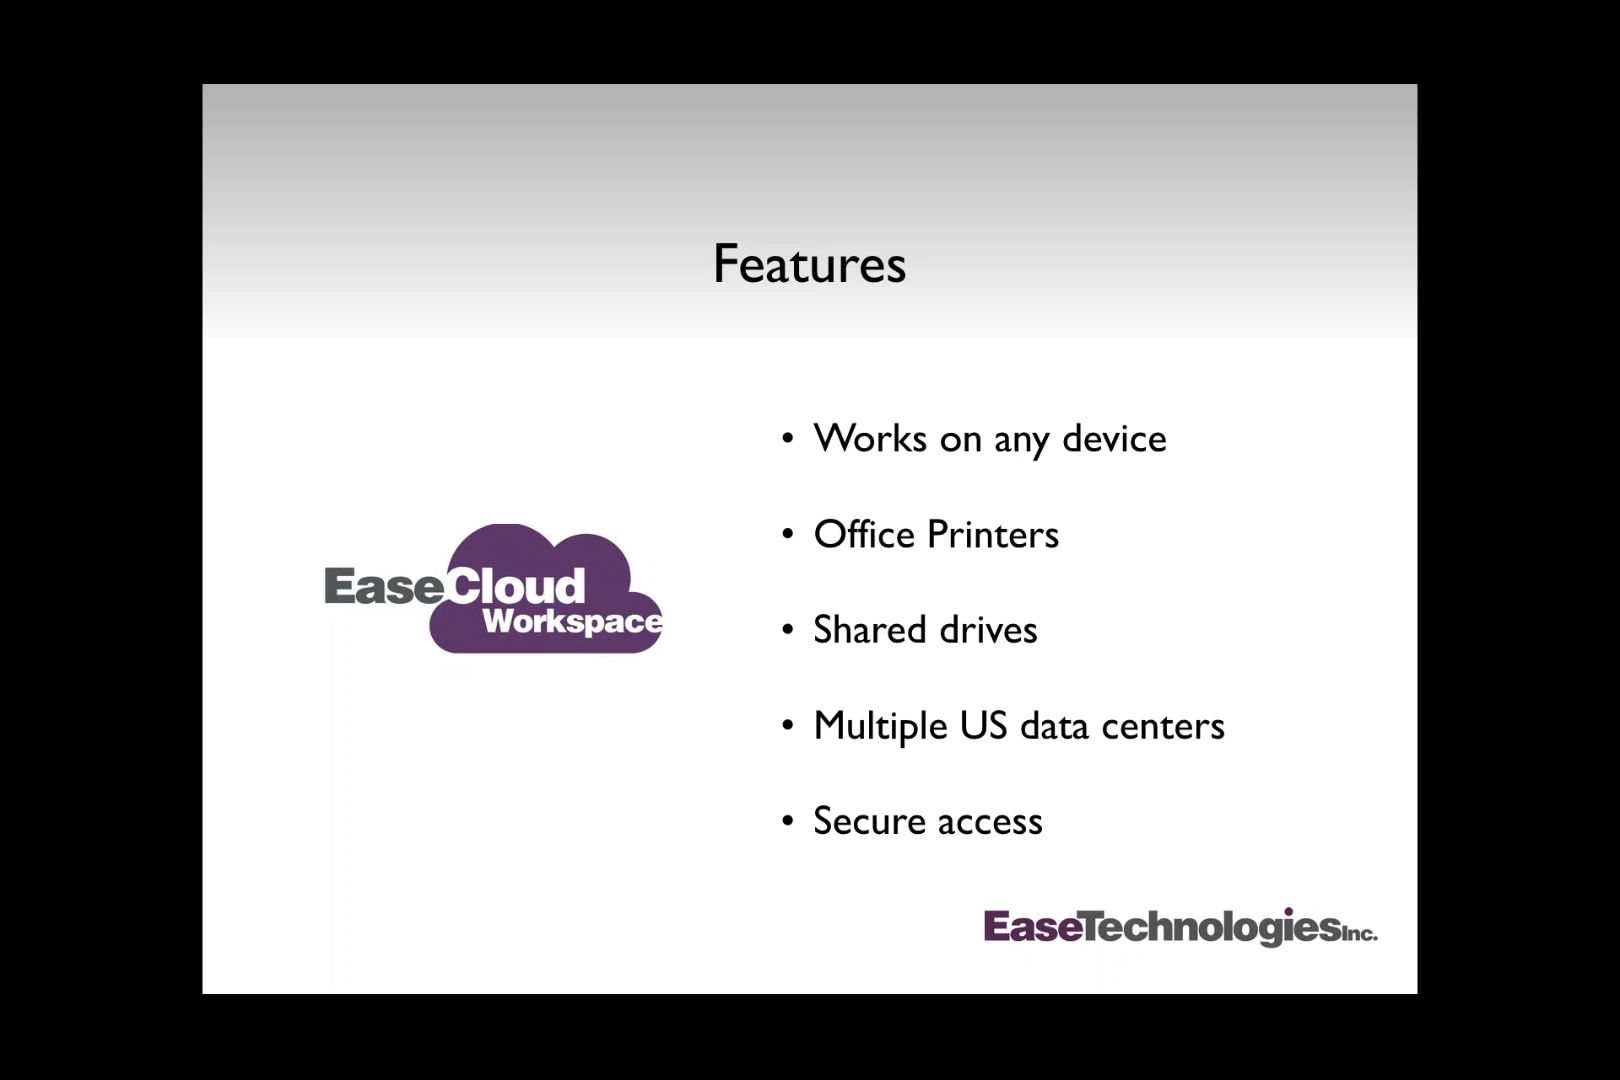 Features
• Works on any device
• Office Printers
• Shared drives
• Multiple US data centers
• Secure access
EaseCloud
Workspace
EaseTechnologiesInc.